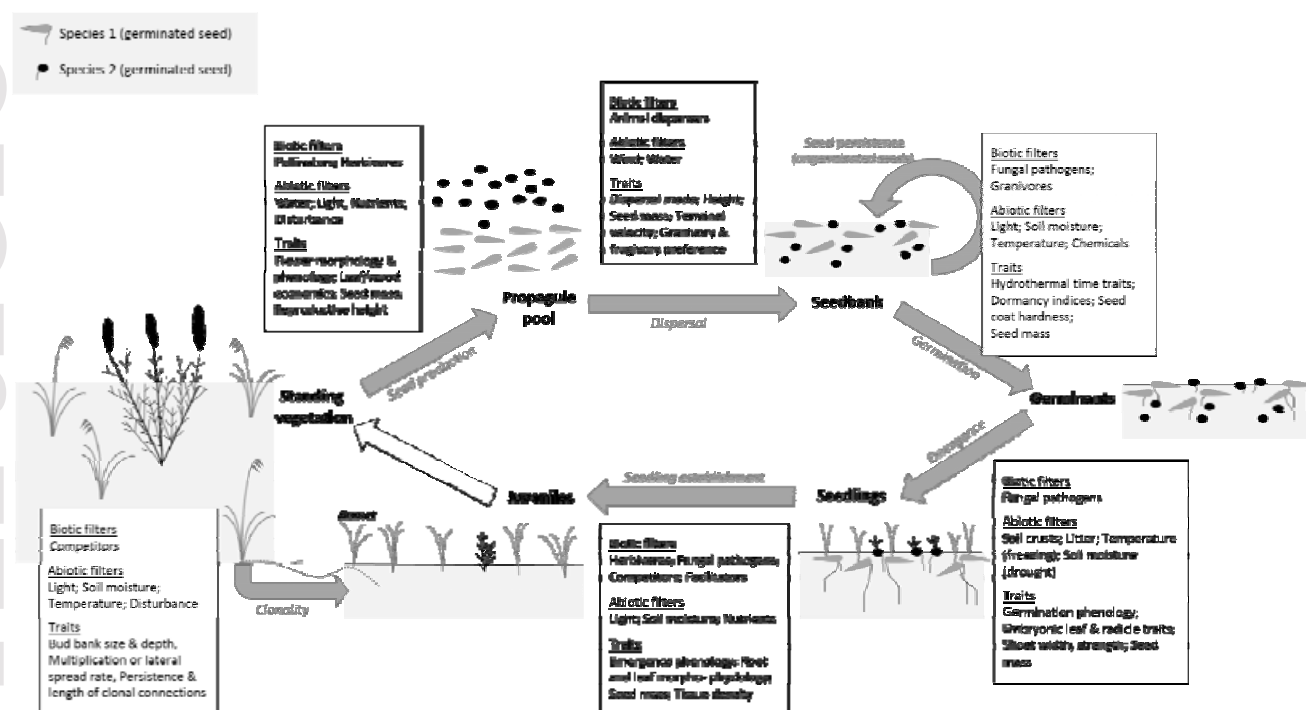 Species 1 (germinated seed)
Species 2 (germinated seed)
Biotic filters
Pollinators; Herbivores
Abiotic filters
Water; Light, Nutrients;
Disturbance
Traits
Flower morphology &
phenology; Leaf/wood
economics; Seed mass;
Reproductive height
Biotic filters
Animal dispersers
Abiotic filters
Wind; Water
Traits
Dispersal mode; Height;
Seed mass; Terminal
velocity; Granivory &
frugivory preference
Seed persistence
(ungerminated seeds)
Biotic filters
Fungal pathogens;
Granivores
Abiotic filters
Light; Soil moisture;
Temperature; Chemicals
Traits
Hydrothermal time traits;
Dormancy indices; Seed
coat hardness;
Seed mass
Propagule
pool
Dispersal
Seedbank
Seed production
Germination
Standing
vegetation
Germinants
Emergence
Seedling establishment
Juveniles
Seedlings
Ramet
Clonality
Biotic filters
Competitors
Abiotic filters
Light; Soil moisture;
Temperature; Disturbance
Traits
Bud bank size & depth,
Multiplication or lateral
spread rate, Persistence &
length of clonal connections
Biotic filters
Herbivores; Fungal pathogens;
Competitors; Facilitators
Abiotic filters
Light; Soil moisture; Nutrients
Traits
Emergence phenology; Root
and leaf morpho- physiology;
Seed mass; Tissue density
Biotic filters
Fungal pathogens
Abiotic filters
Soil crusts; Litter; Temperature
(freezing); Soil moisture
(drought)
Traits
Germination phenology;
Embryonic leaf & radicle traits;
Shoot width, strength; Seed
mass